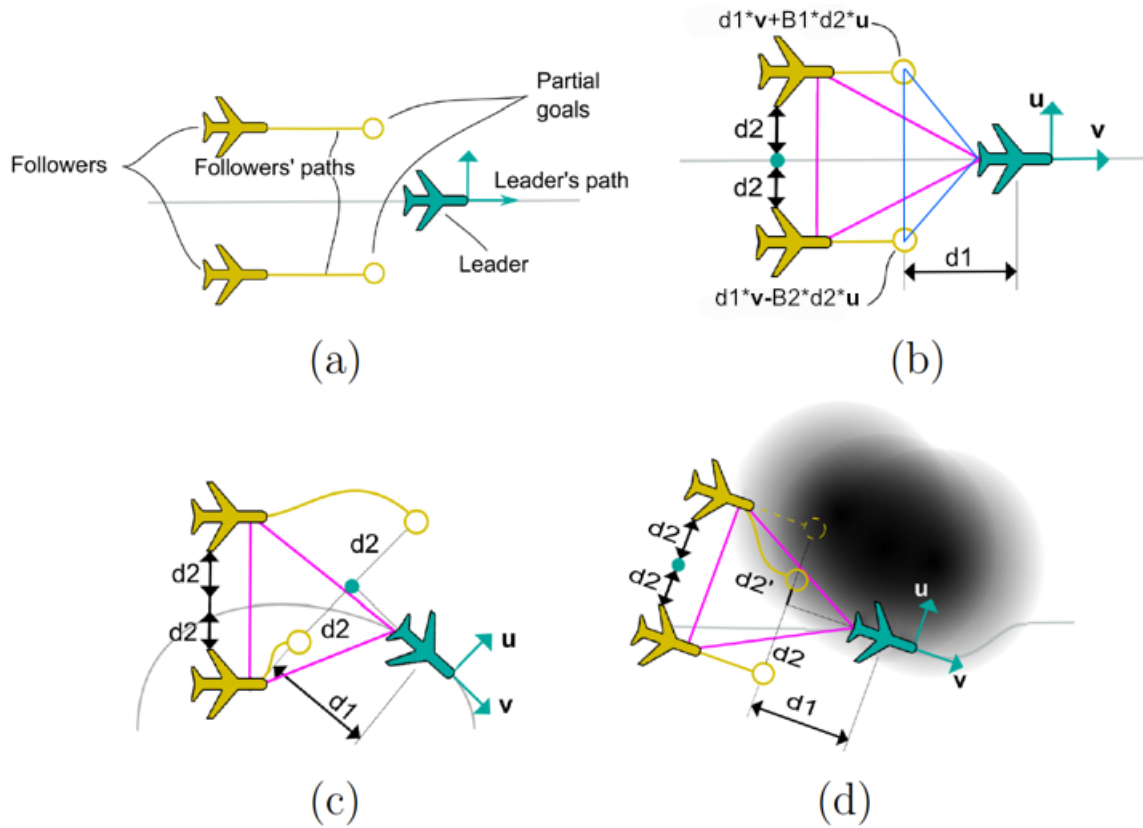 Partial
goals
Followers
Followers' paths
Leader's path
Leader
(a)
d1*v+B1*d2*u
u
v
d2
d2
d1
d1*v-B2*d2*u
(b)
d2
d2
d2
d2
u
v
d1
(c)
d2
d2
d2'
u
d2
v
d1
(d)